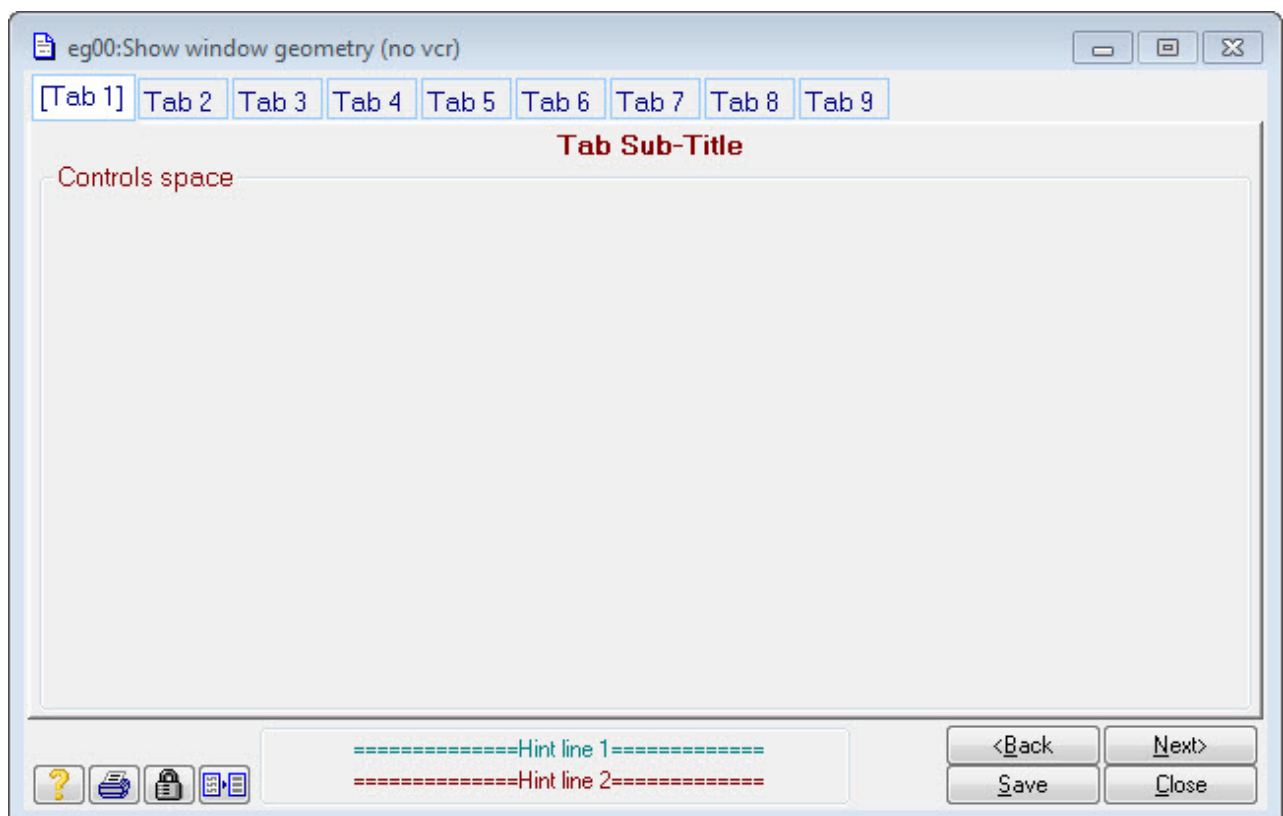 eg00:Show window geometry (no vcr)
[Tab 1] Tab 2 Tab 3 Tab 4 Tab 5 Tab 6 Tab 7 Tab 8 Tab 9
Tab Sub-Title
Controls space
==============Hint line 1=============
==============Hint line 2=============
<Back Next>
Save Close